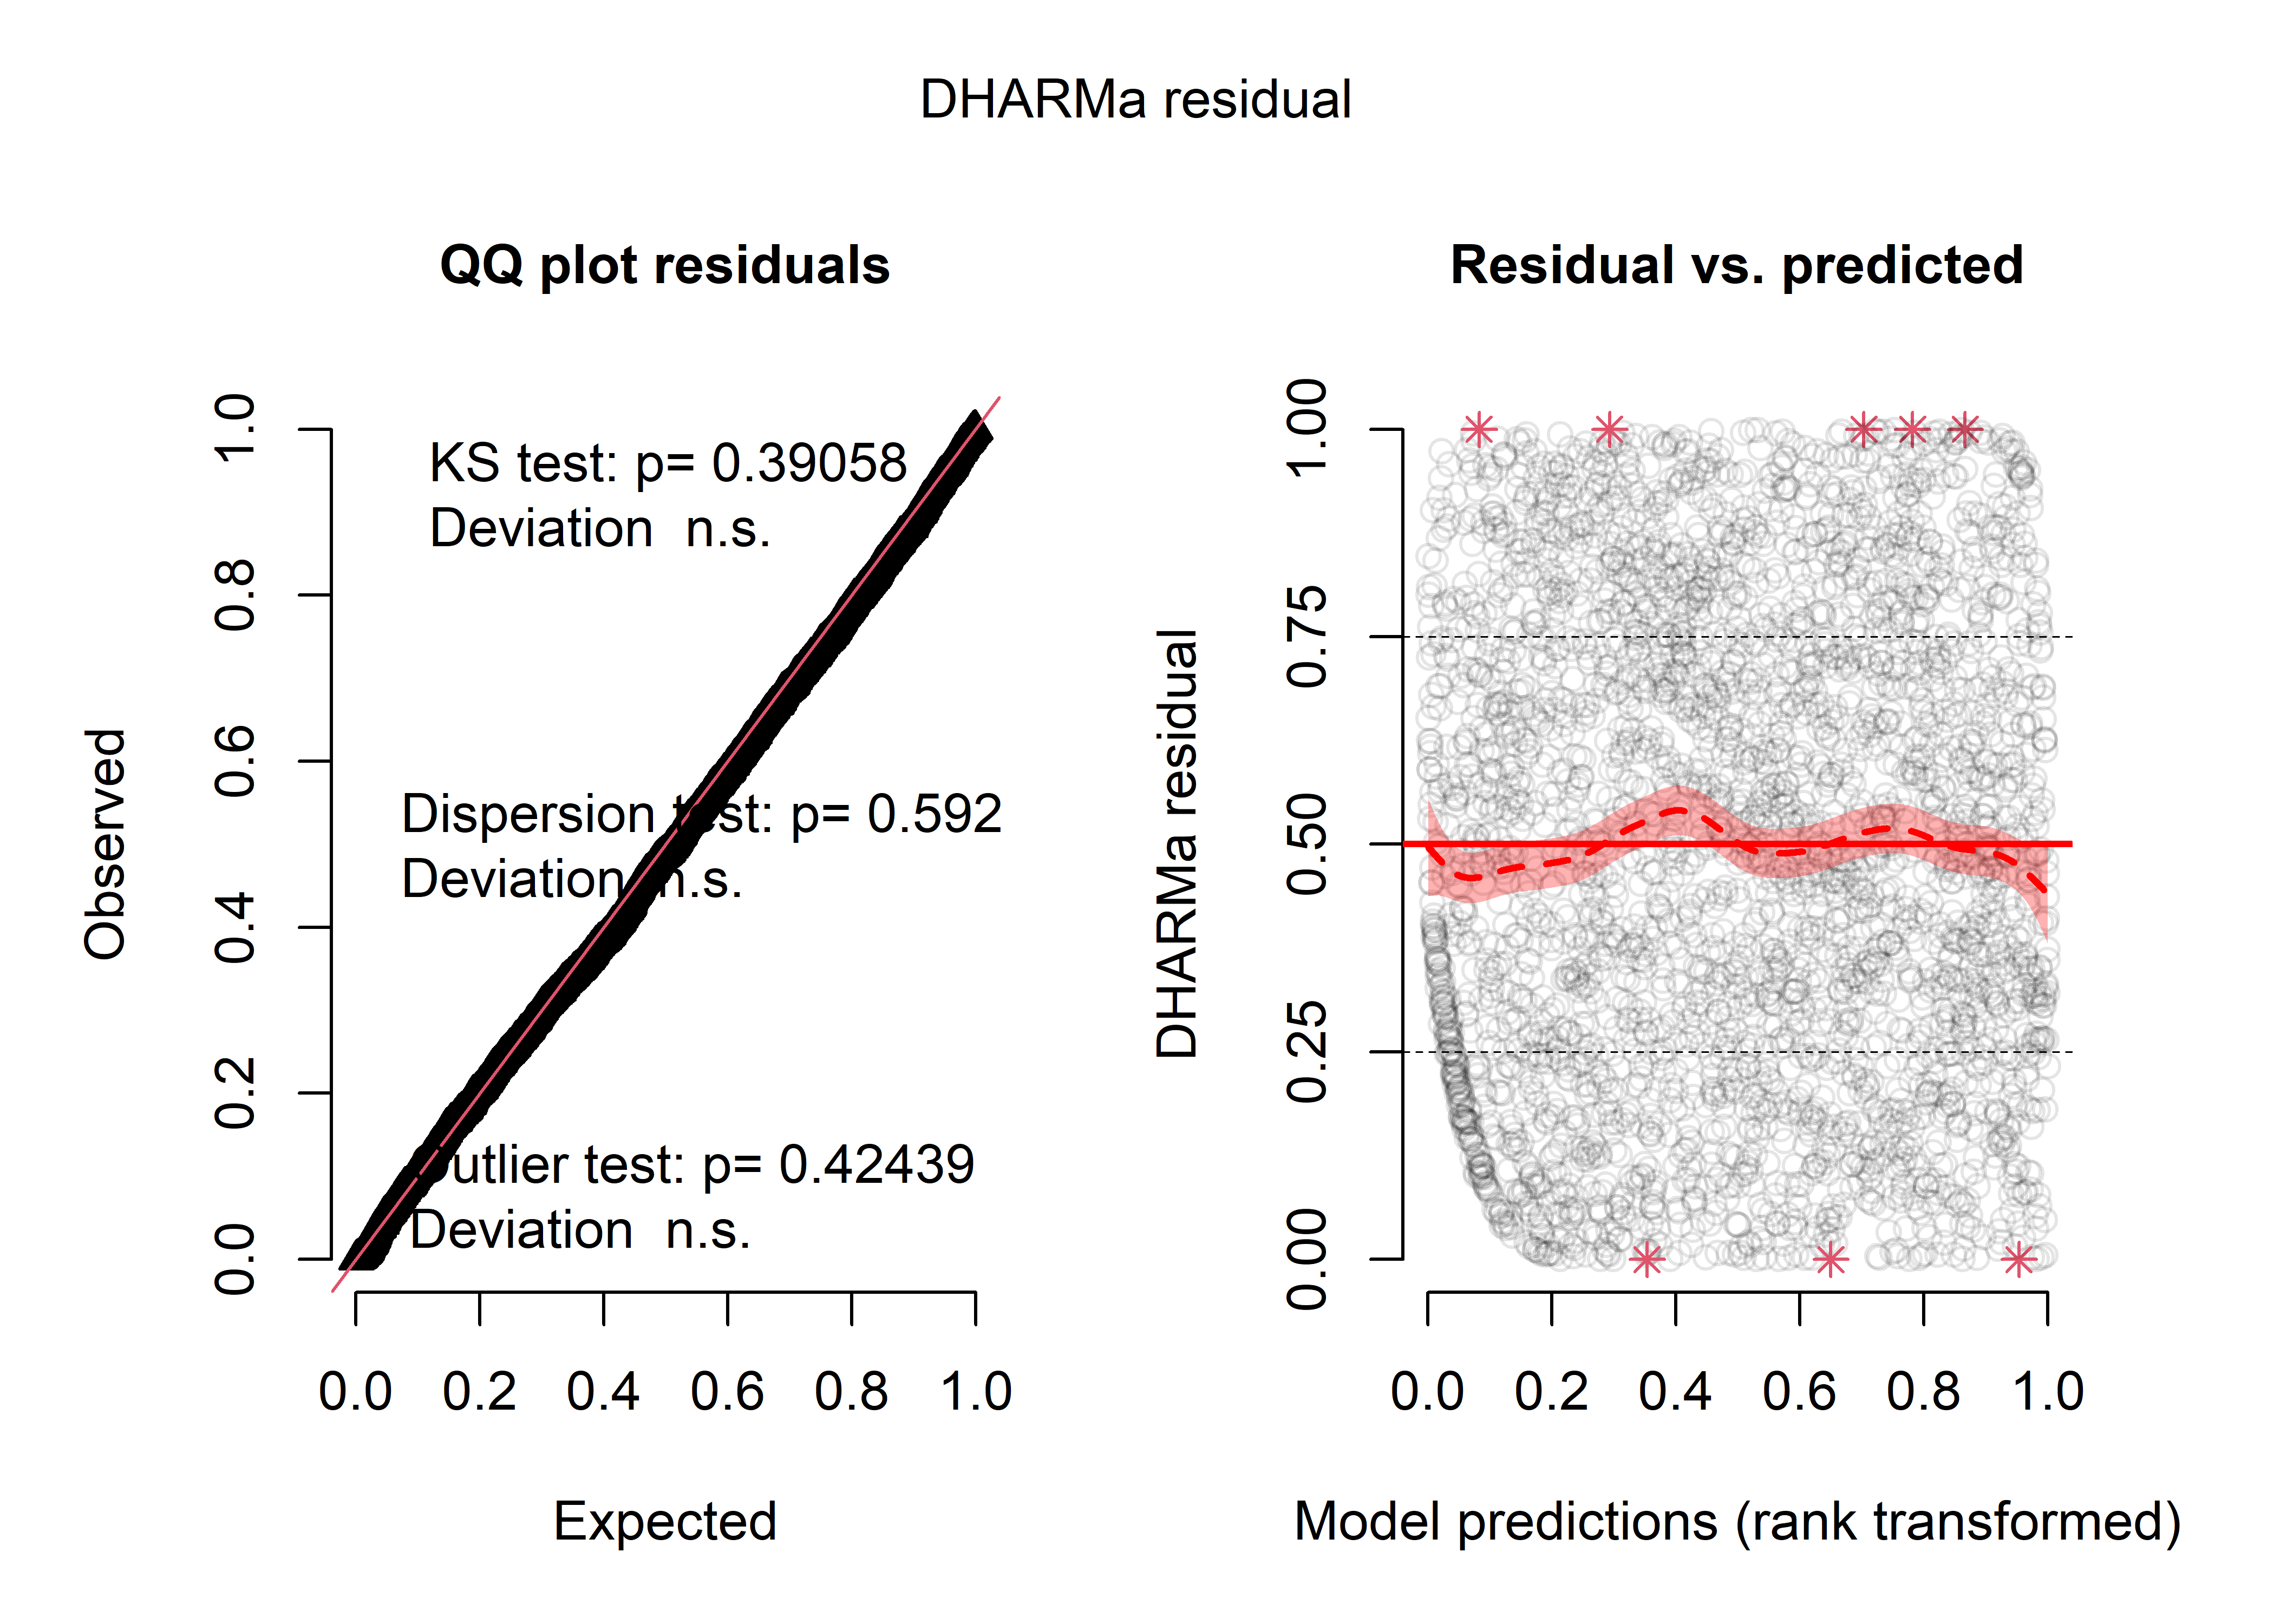 DHARMa residual
QQ plot residuals
KS test: p= 0.39058
Deviation n.s.
Dispersion test: p= 0.592
Deviation n.s.
utlier test: p= 0.42439
Deviation n.s.
Observed
0.0 0.2 0.4 0.6 0.8 1.0
0.0 0.2 0.4 0.6 0.8 1.0
Expected
Residual vs. predicted
DHARMa residual
0.00 0.25 0.50 0.75 1.00
0.0 0.2 0.4 0.6 0.8 1.0
Model predictions (rank transformed)